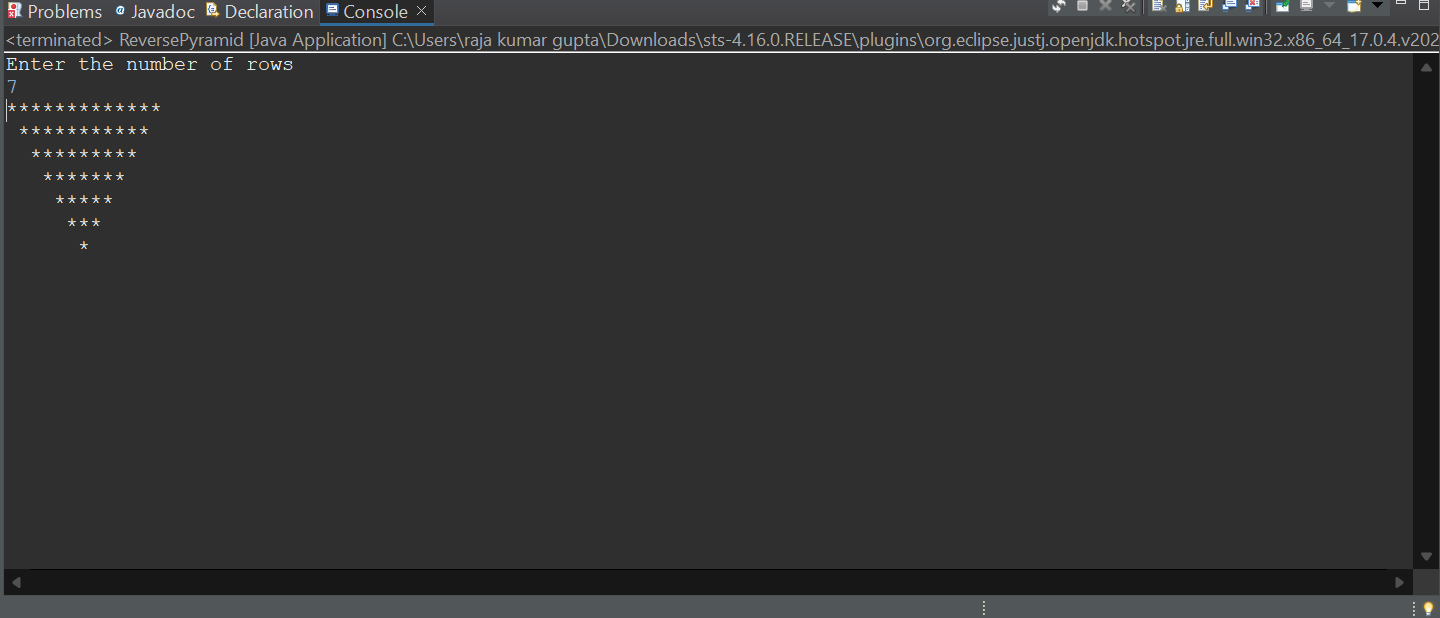 Problems Javadoc Declaration Console
<terminated> ReversePyramid [Java Application] C:\Users\raja kumar gupta\Downloads\sts-4.16.0.RELEASE\plugins\org.eclipse.justj.openjdk.hotspot.jre.full.win32.x86_64_17.0.4.v202
Enter the number of rows
7
*************
 ***********
  *********
   *******
    *****
     ***
      *